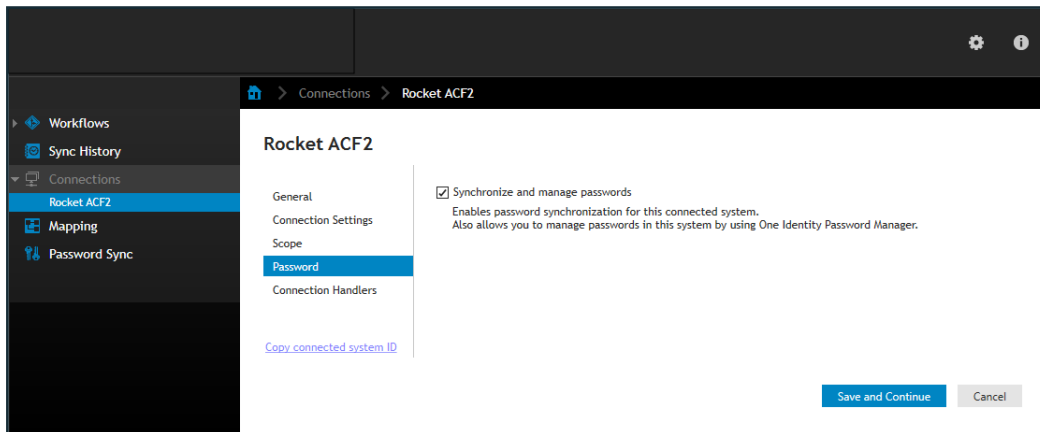 Connections
Rocket ACF2
Workflows
Sync History
Connections
Rocket ACF2
Mapping
Password Sync
Rocket ACF2
General
Connection Settings
Scope
Password
Connection Handlers
Copy connected system ID
Synchronize and manage passwords
Enables password synchronization for this connected system.
Also allows you to manage passwords in this system by using One Identity Password Manager.
Save and Continue
Cancel